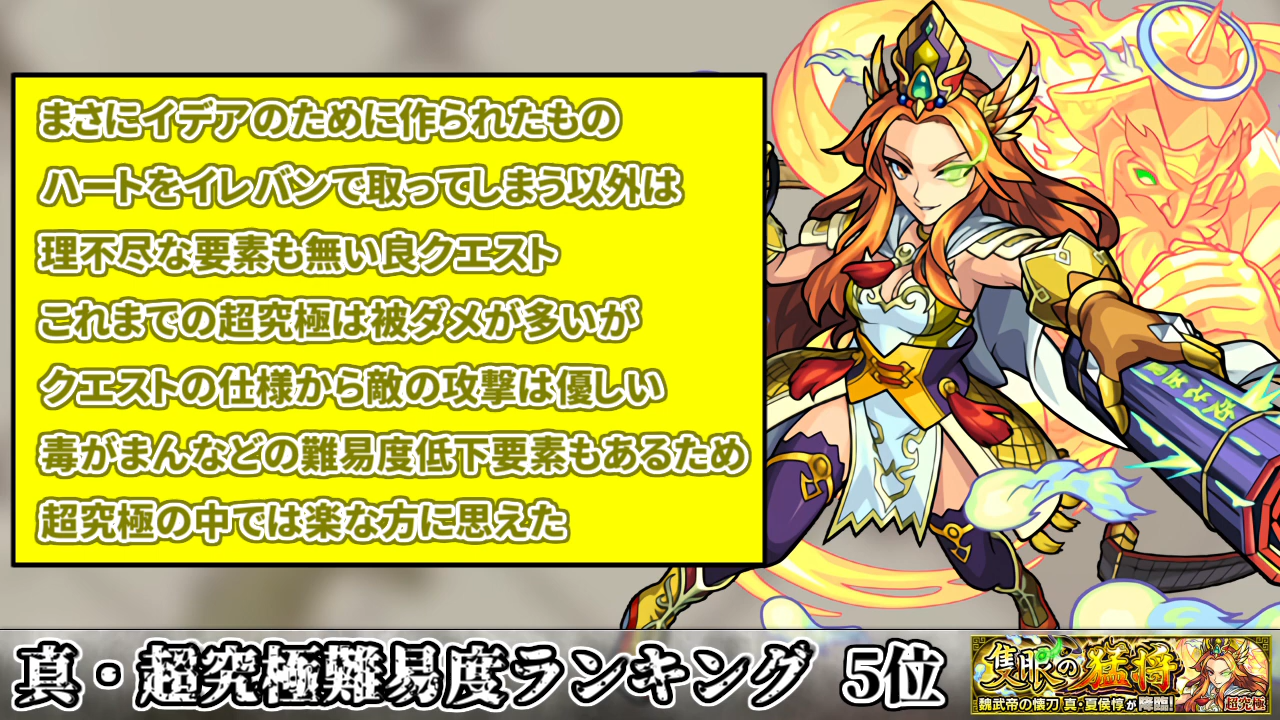 まさにイデアのために作られたもの
ハートをイレバンで取ってしまう以外は
理不尽な要素も無い良クエスト
これまでの超究極は被ダメが多いが
クエストの仕様から敵の攻撃は優しい
毒がまんなどの難易度低下要素もあるため
超究極の中では楽な方に思えた
真・超究極難易度ランキング 5位
隻眼の猛将
魏武帝の懐刀 真・夏侯惇が降臨!
超究極